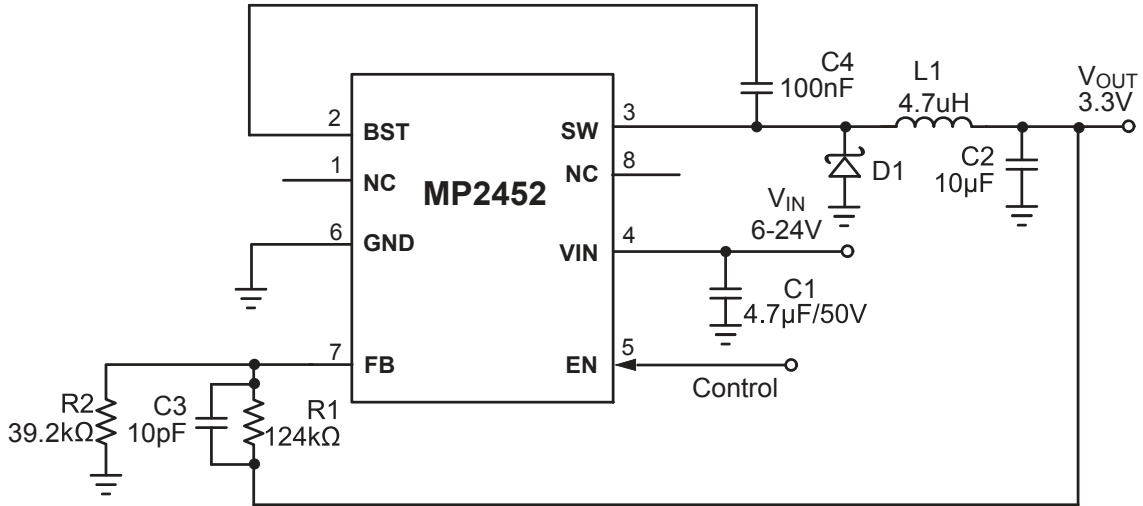 C4
100nF
L1
4.7uH
VOUT
3.3V
2
BST
3
SW
1
NC
8
NC
MP2452
D1
C2
10µF
VIN
6-24V
6
GND
4
VIN
C1
4.7µF/50V
7
FB
5
EN
Control
R2
39.2kΩ
C3
10pF
R1
124kΩ